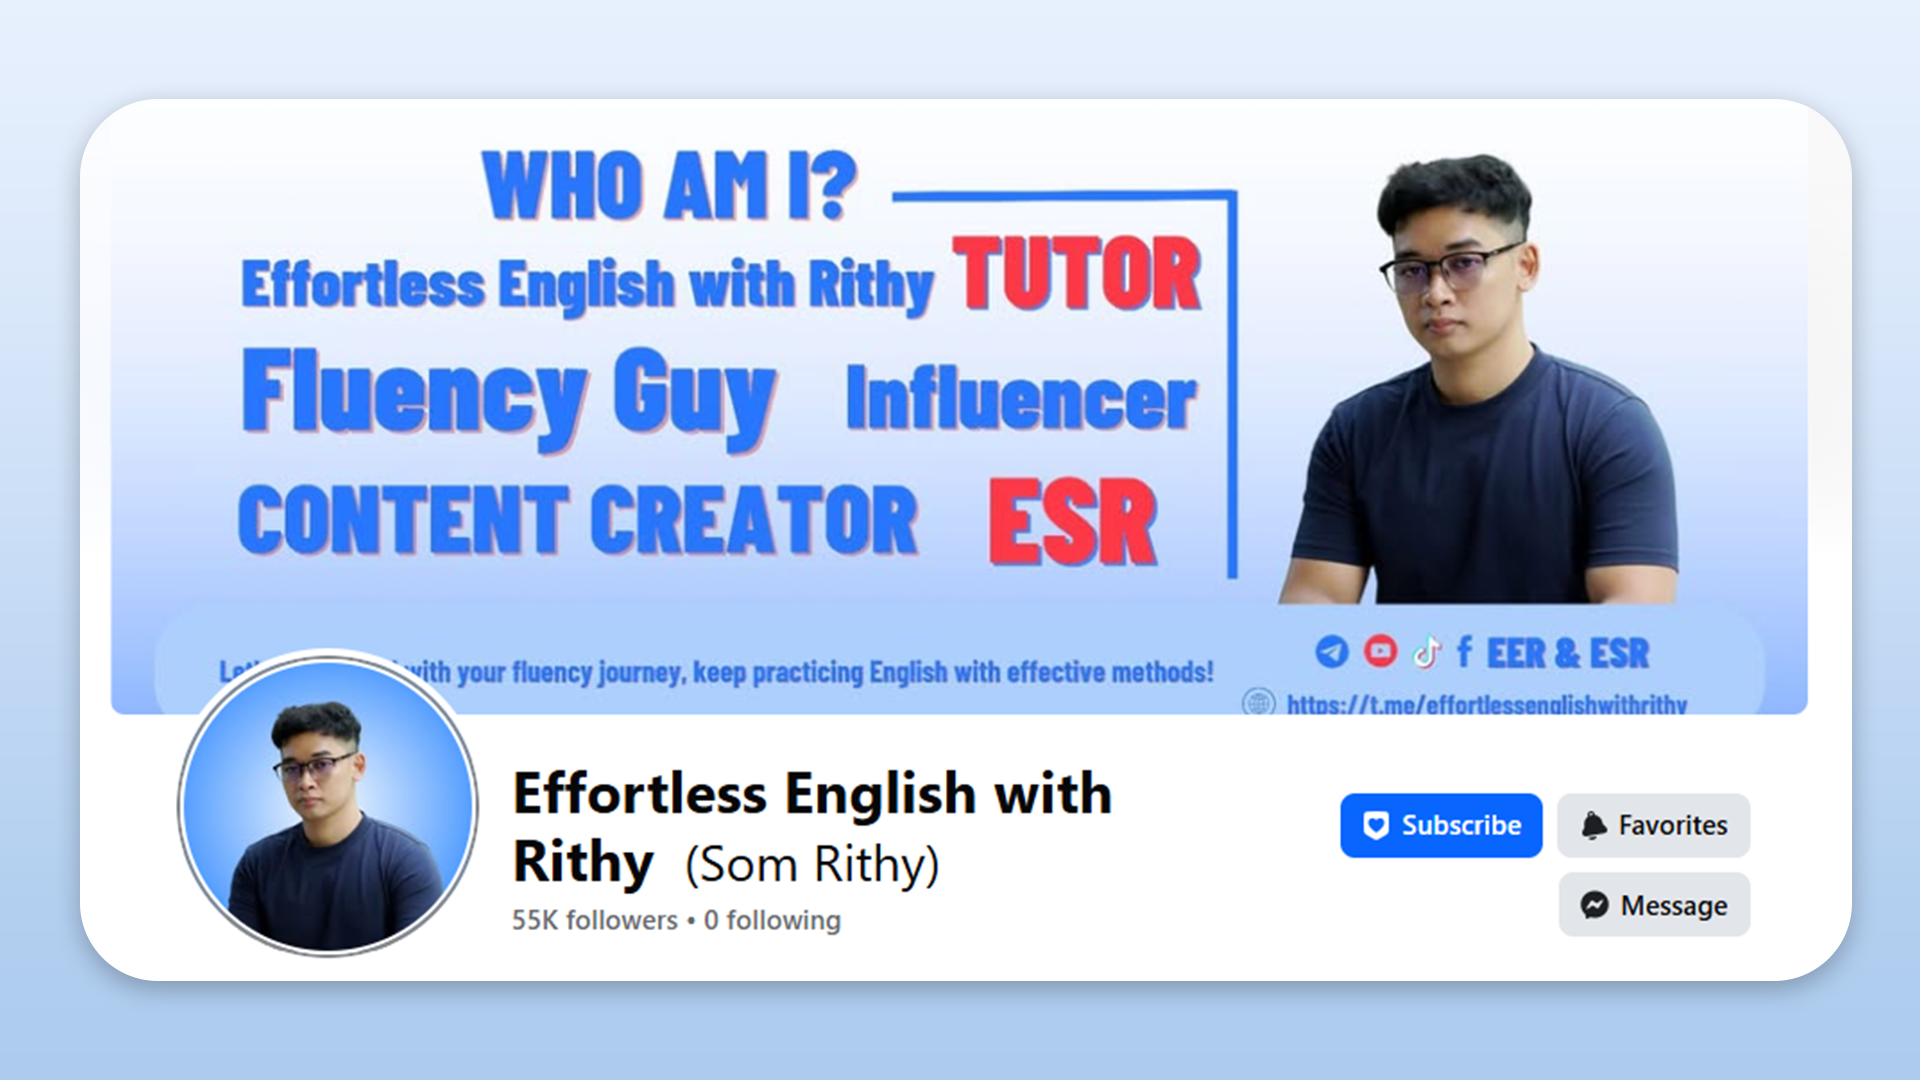 WHO AM I?
Effortless English with Rithy TUTOR
Fluency Guy Influencer
CONTENT CREATOR ESR
with your fluency journey, keep practicing English with effective methods!
EER & ESR
https://t.me/effortlessenglishwithrithy
Effortless English with
Rithy (Som Rithy)
55K followers • 0 following
Subscribe
Favorites
Message